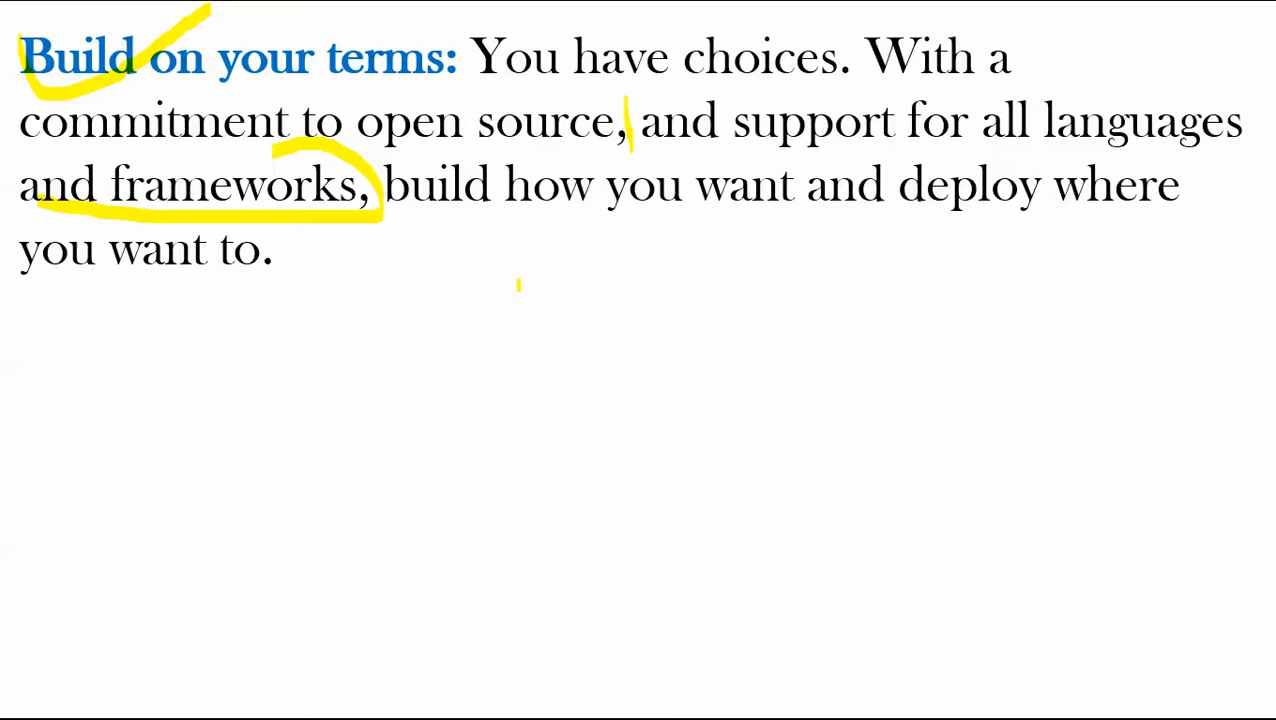 Build on your terms: You have choices. With a
commitment to open source, and support for all languages
and frameworks, build how you want and deploy where
you want to.